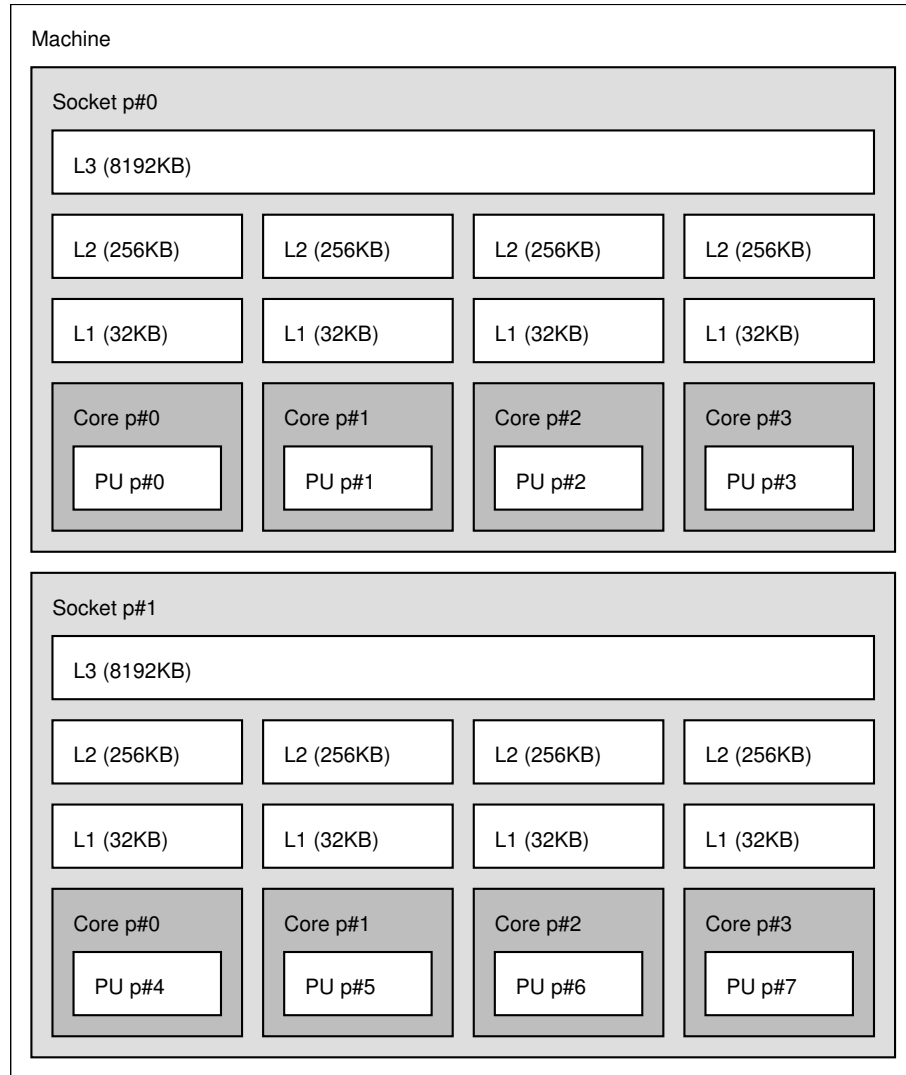 Machine
Socket p#0
L3 (8192KB)
L2 (256KB) L2 (256KB) L2 (256KB) L2 (256KB)
L1 (32KB) L1 (32KB) L1 (32KB) L1 (32KB)
Core p#0 Core p#1 Core p#2 Core p#3
PU p#0 PU p#1 PU p#2 PU p#3
Socket p#1
L3 (8192KB)
L2 (256KB) L2 (256KB) L2 (256KB) L2 (256KB)
L1 (32KB) L1 (32KB) L1 (32KB) L1 (32KB)
Core p#0 Core p#1 Core p#2 Core p#3
PU p#4 PU p#5 PU p#6 PU p#7